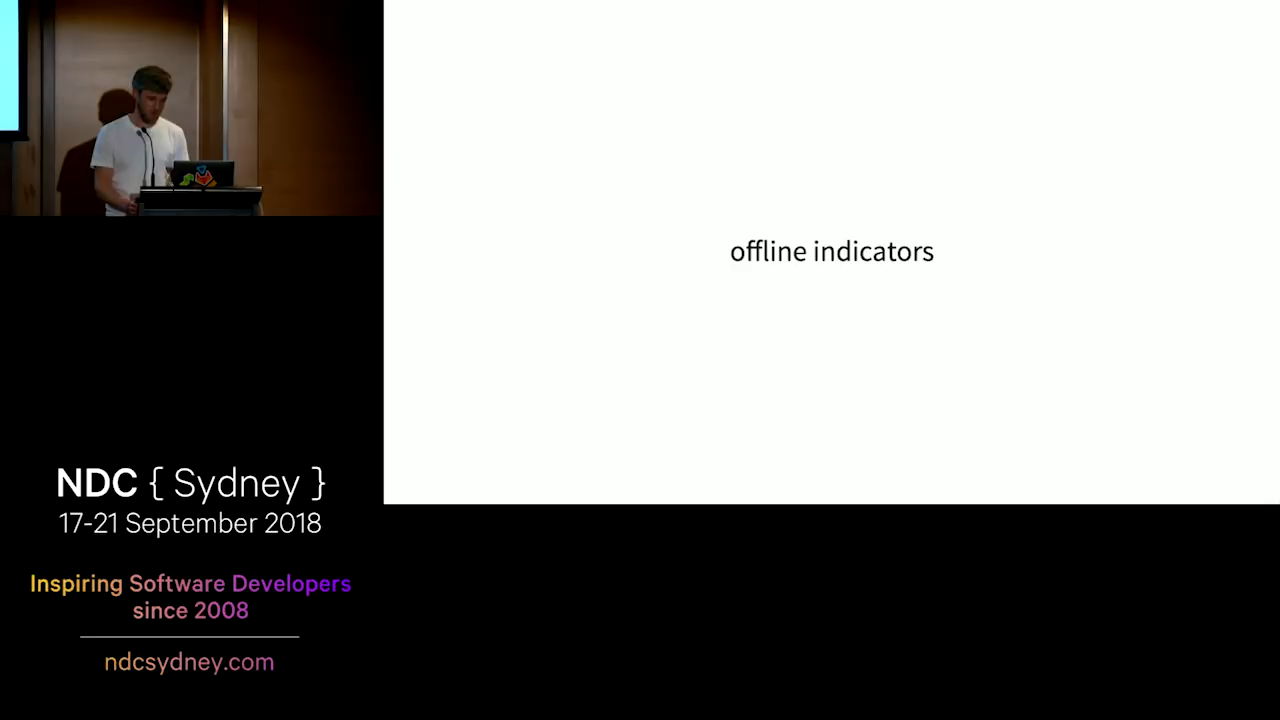 offline indicators
NDC { Sydney }
17-21 September 2018
Inspiring Software Developers
since 2008
ndcsydney.com